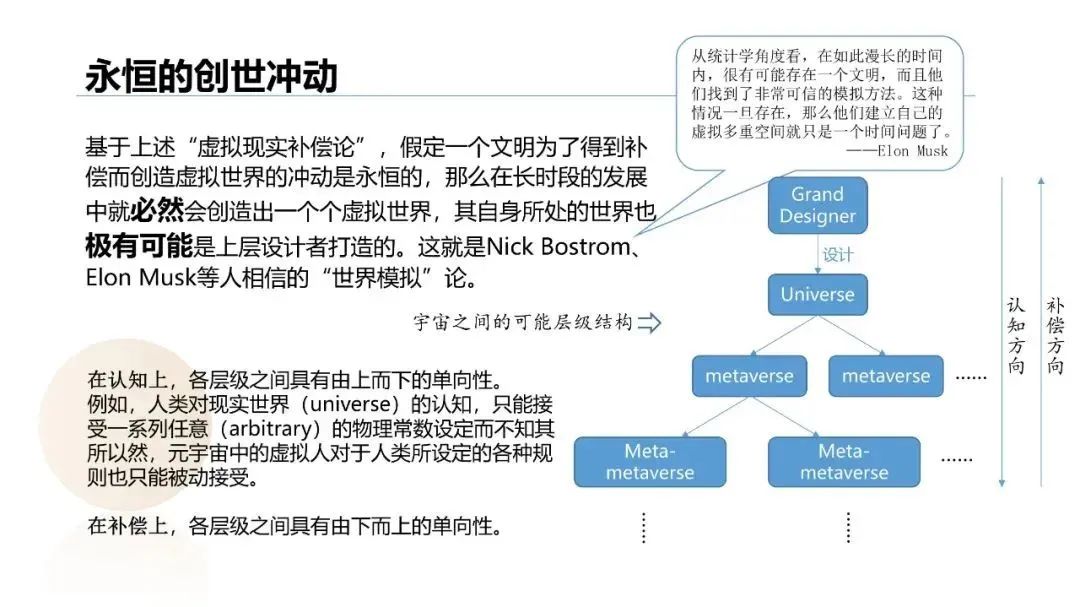 永恒的创世冲动
从统计学角度看，在如此漫长的时间
内，很有可能存在一个文明，而且他
们找到了非常可信的模拟方法。这种
情况一旦存在，那么他们建立自己的
虚拟多重空间就只是一个时间问题了。
——Elon Musk
基于上述“虚拟现实补偿论”，假定一个文明为了得到补
偿而创造虚拟世界的冲动是永恒的，那么在长时段的发展
中就必然会创造出一个个虚拟世界，其自身所处的世界也
极有可能是上层设计者打造的。这就是Nick Bostrom、
Elon Musk等人相信的“世界模拟”论。
宇宙之间的可能层级结构
在认知上，各层级之间具有由上而下的单向性。
例如，人类对现实世界（universe）的认知，只能接
受一系列任意（arbitrary）的物理常数设定而不知其
所以然，元宇宙中的虚拟人对于人类所设定的各种规
则也只能被动接受。
在补偿上，各层级之间具有由下而上的单向性。
Grand
Designer
设计
Universe
metaverse
metaverse
……
Meta-
metaverse
Meta-
metaverse
……
……
……
认知方向
补偿方向